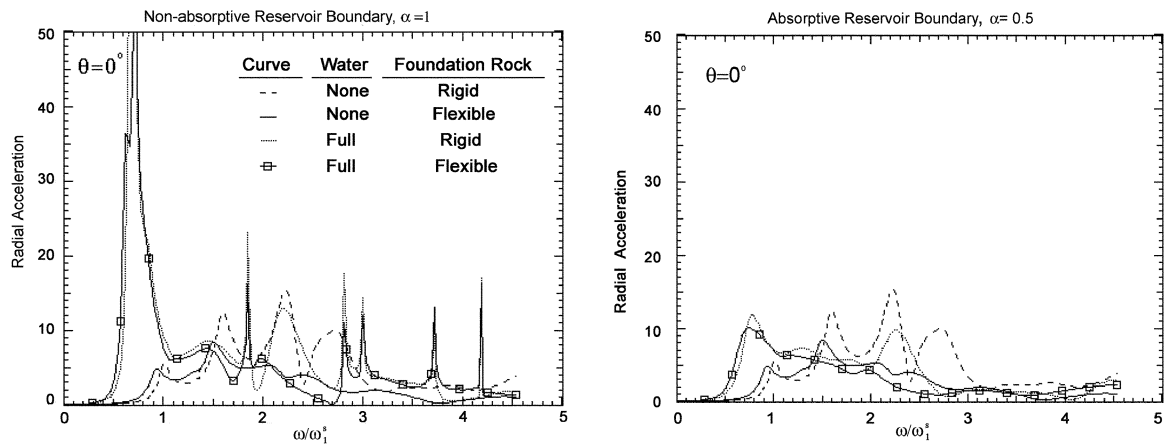 Non-absorptive Reservoir Boundary, α =1
Radial Acceleration
50
40
30
20
10
0
θ=0°
Curve Water Foundation Rock
None Rigid
None Flexible
Full Rigid
Full Flexible
0 1 2 3 4 5
ω/ω₁ˢ
Absorptive Reservoir Boundary, α= 0.5
Radial Acceleration
50
40
30
20
10
0
θ=0°
0 1 2 3 4 5
ω/ω₁ˢ